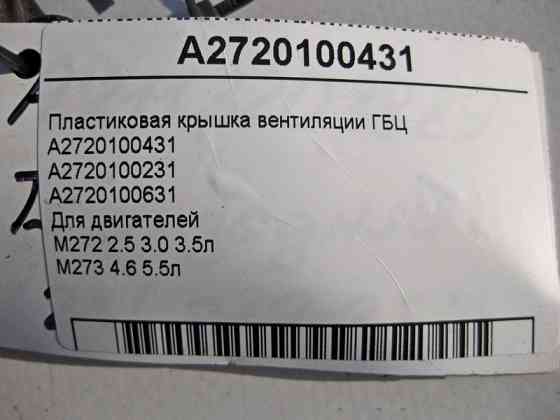 A2720100431
Пластиковая крышка вентиляции ГБЦ
A2720100431
A2720100231
A2720100631
Для двигателей
M272 2.5 3.0 3.5л
M273 4.6 5.5л